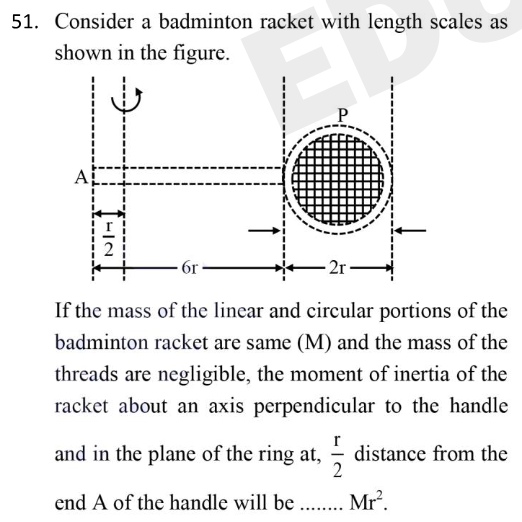 51. Consider a badminton racket with length scales as
shown in the figure.
P
A
r/2
6r
2r
If the mass of the linear and circular portions of the
badminton racket are same (M) and the mass of the
threads are negligible, the moment of inertia of the
racket about an axis perpendicular to the handle
and in the plane of the ring at, r/2 distance from the
end A of the handle will be ........ Mr².
EDU